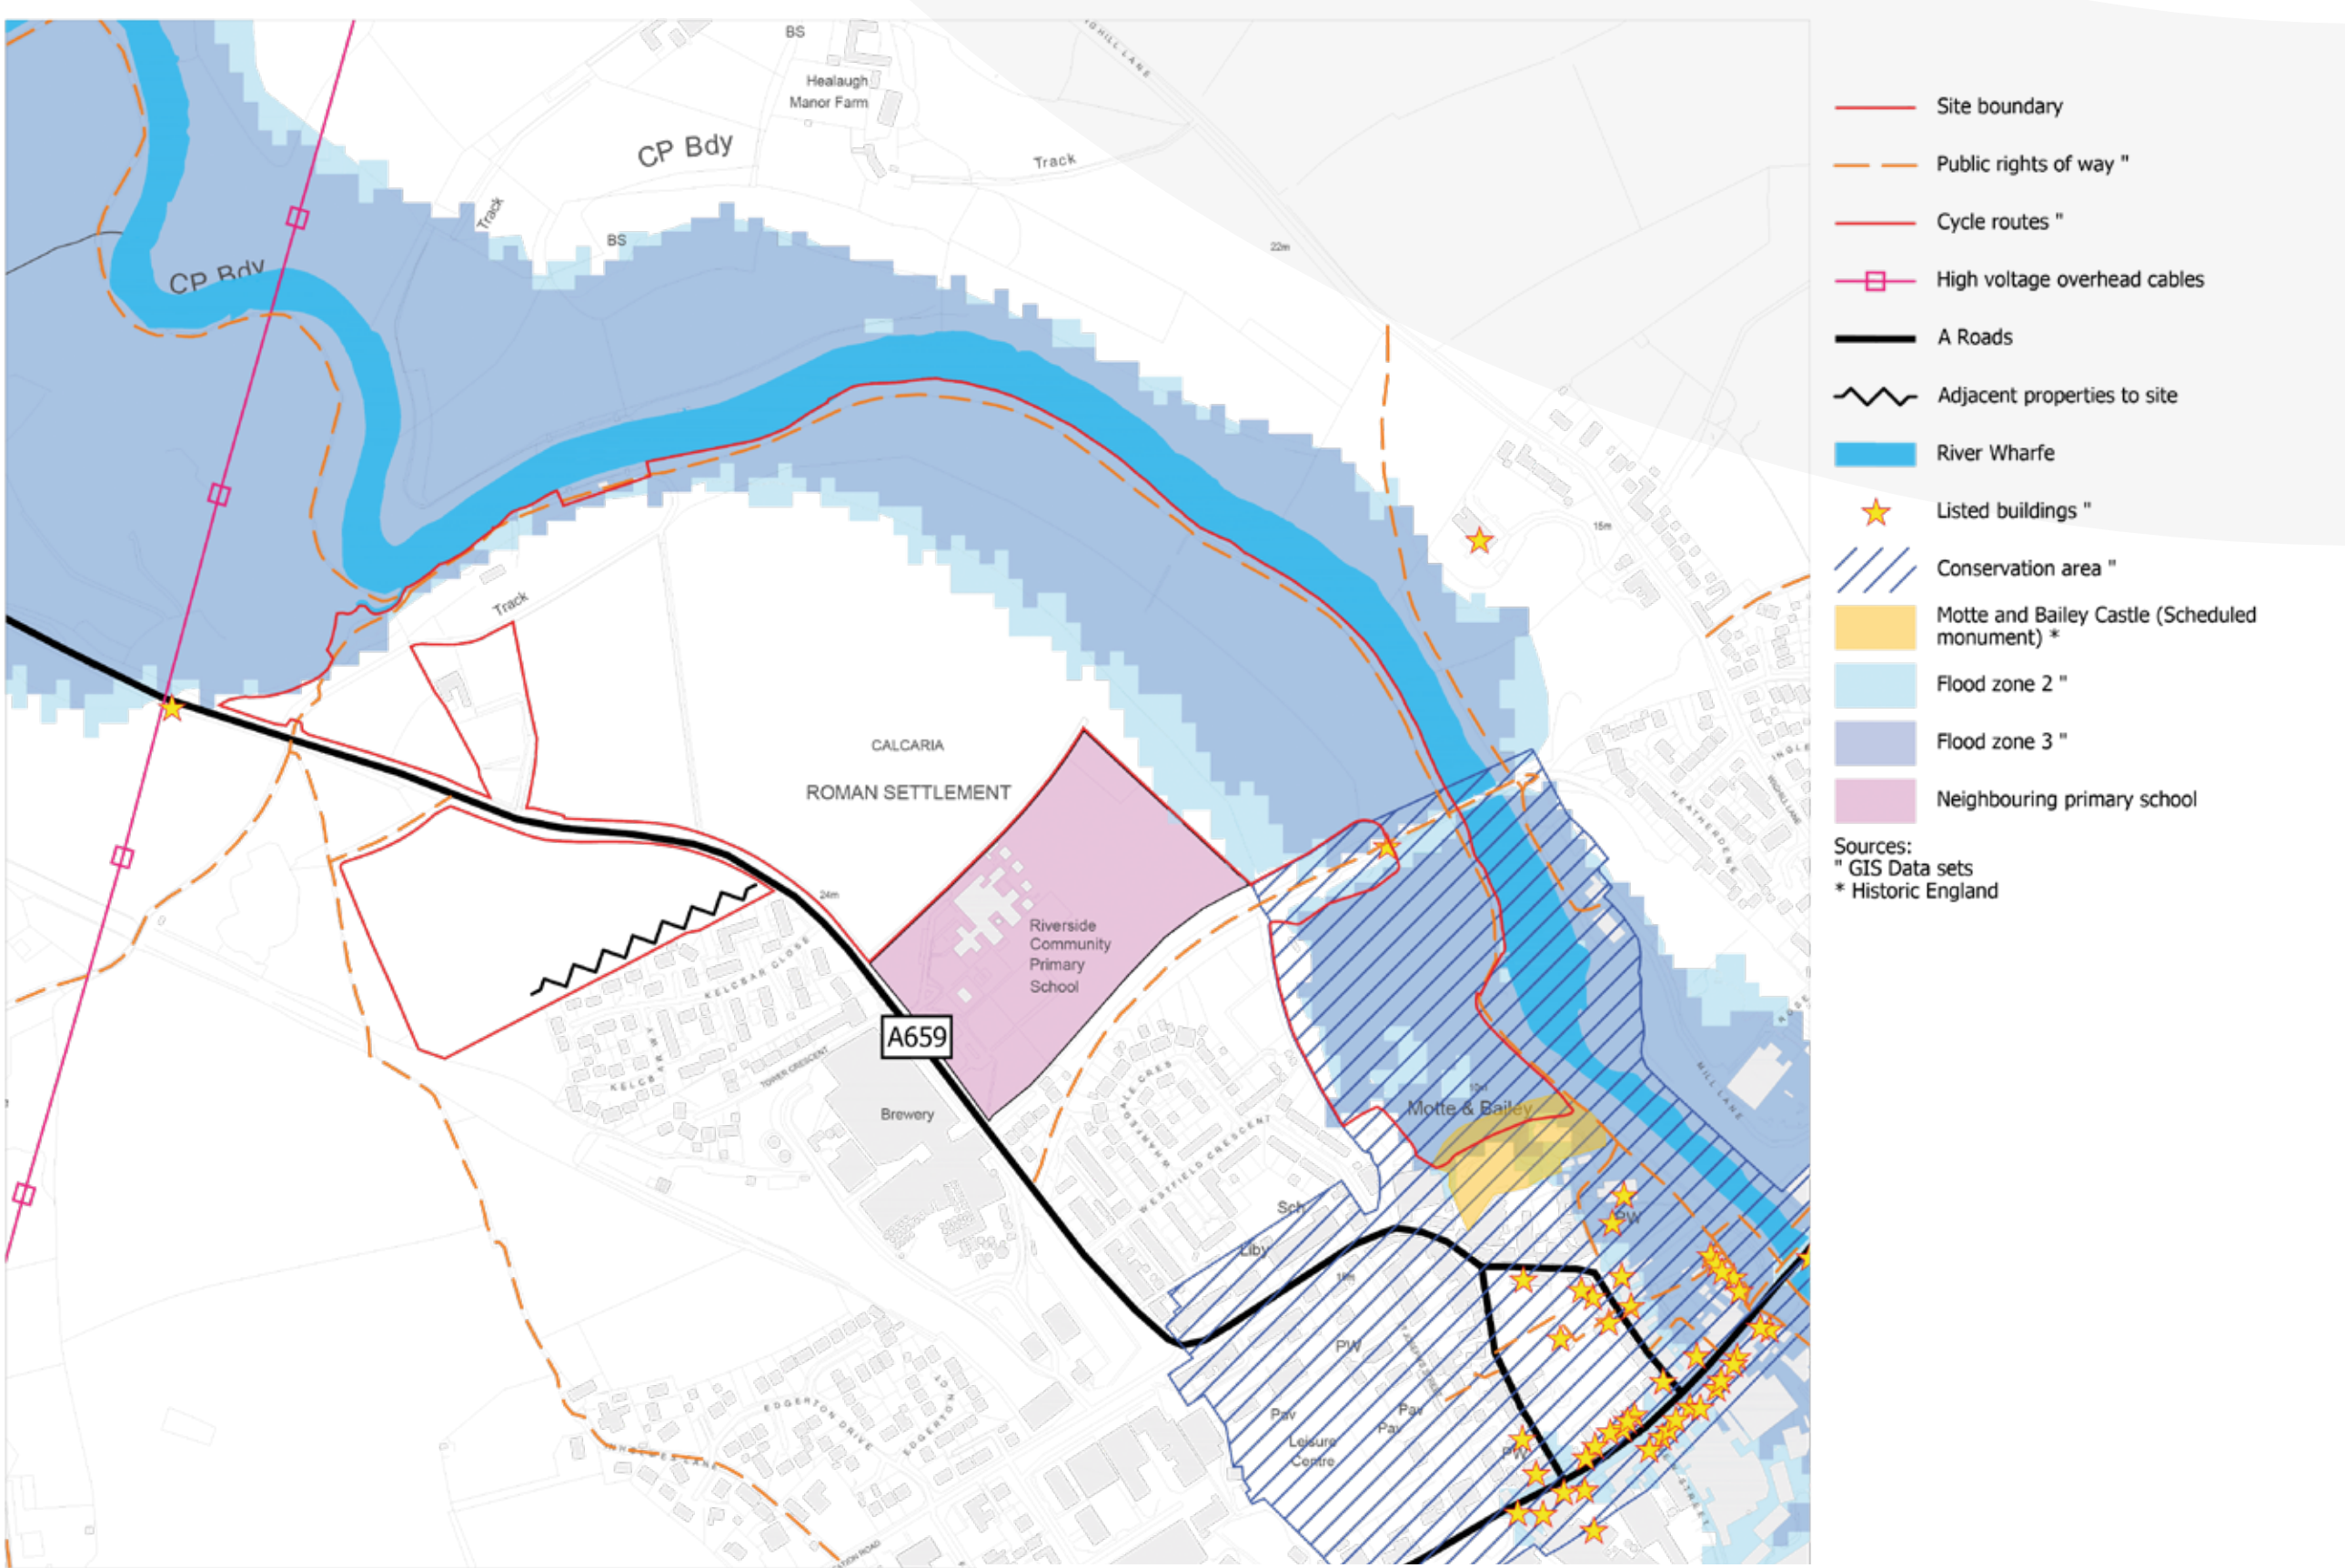 BS
Healaugh
Manor Farm
CP Bdy
Track
Track
BS
22m
CP Bdy
15m
Track
CALCARIA
ROMAN SETTLEMENT
24m
Riverside
Community
Primary
School
HEATHERDENE
KELCBAR CLOSE
A659
TOWER CRESCENT
Brewery
WESTFIELD CRESCENT
MILL LANE
10m
Motte & Bailey
Sch
Liby
PW
PW
Pav
Pav
Pav
Leisure
Centre
PW
EDGERTON DRIVE
Site boundary
Public rights of way "
Cycle routes "
High voltage overhead cables
A Roads
Adjacent properties to site
River Wharfe
Listed buildings "
Conservation area "
Motte and Bailey Castle (Scheduled
monument) *
Flood zone 2 "
Flood zone 3 "
Neighbouring primary school
Sources:
" GIS Data sets
* Historic England